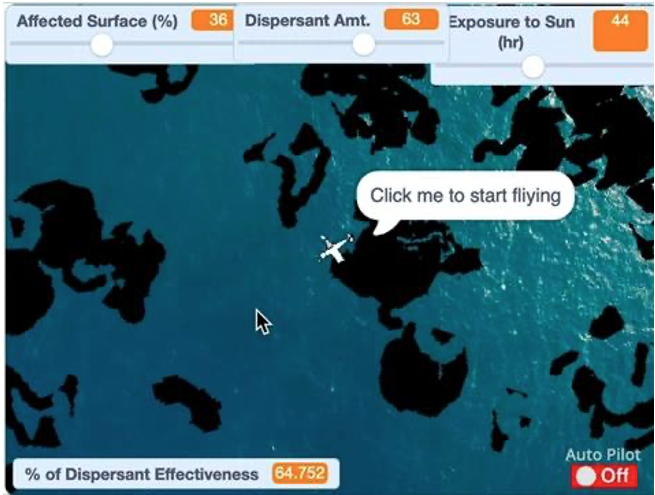 Affected Surface (%) 36
Dispersant Amt. 63
Exposure to Sun
(hr) 44
Click me to start fliying
Auto Pilot
Off
% of Dispersant Effectiveness 64.752